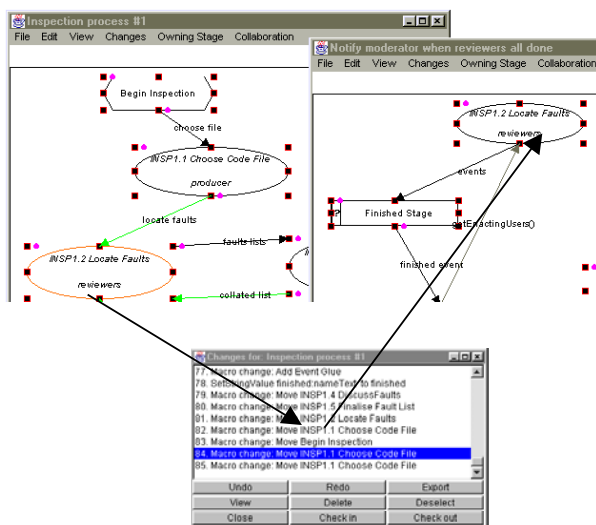 Inspection process #1
File Edit View Changes Owning Stage Collaboration
Begin Inspection
choose file
INSP1.1 Choose Code File
producer
locate faults
INSP1.2 Locate Faults
reviewers
faults lists
collated list
Notify moderator when reviewers all done
File Edit View Changes Owning Stage Collaboration
INSP1.2 Locate Faults
reviewers
events
? Finished Stage
getEnactingUsers()
finished event
Changes for: Inspection process #1
77. Macro change: Add Event Glue
78. SetStringValue finished:nameText to finished
79. Macro change: Move INSP1.4 DiscussFaults
80. Macro change: Move INSP1.5 Finalise Fault List
81. Macro change: Move INSP1.2 Locate Faults
82. Macro change: Move INSP1.1 Choose Code File
83. Macro change: Move Begin Inspection
84. Macro change: Move INSP1.1 Choose Code File
85. Macro change: Move INSP1.1 Choose Code File
Undo Redo Export
View Delete Deselect
Close Check in Check out